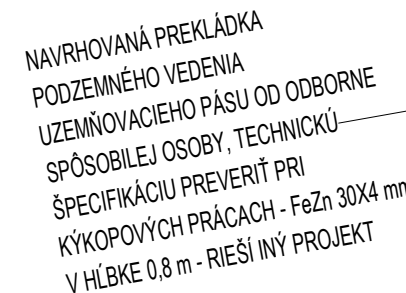 NAVRHOVANÁ PREKLÁDKA
PODZEMNÉHO VEDENIA
UZEMŇOVACIEHO PÁSU OD ODBORNE
SPÔSOBILEJ OSOBY, TECHNICKÚ
ŠPECIFIKÁCIU PREVERIŤ PRI
KÝKOPOVÝCH PRÁCACH - FeZn 30X4 mm
V HĹBKE 0,8 m - RIEŠÍ INÝ PROJEKT